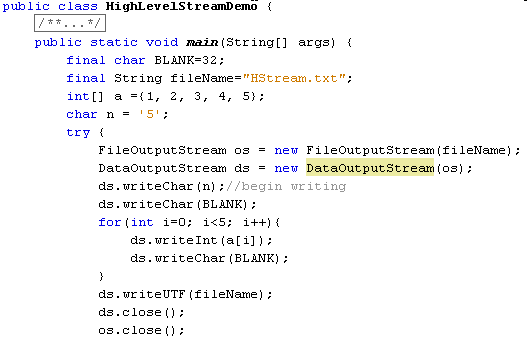 public class HighLevelStreamDemo {
/**...*/
public static void main(String[] args) {
final char BLANK=32;
final String fileName="HStream.txt";
int[] a ={1, 2, 3, 4, 5};
char n = '5';
try {
FileOutputStream os = new FileOutputStream(fileName);
DataOutputStream ds = new DataOutputStream(os);
ds.writeChar(n);//begin writing
ds.writeChar(BLANK);
for(int i=0; i<5; i++){
ds.writeInt(a[i]);
ds.writeChar(BLANK);
}
ds.writeUTF(fileName);
ds.close();
os.close();